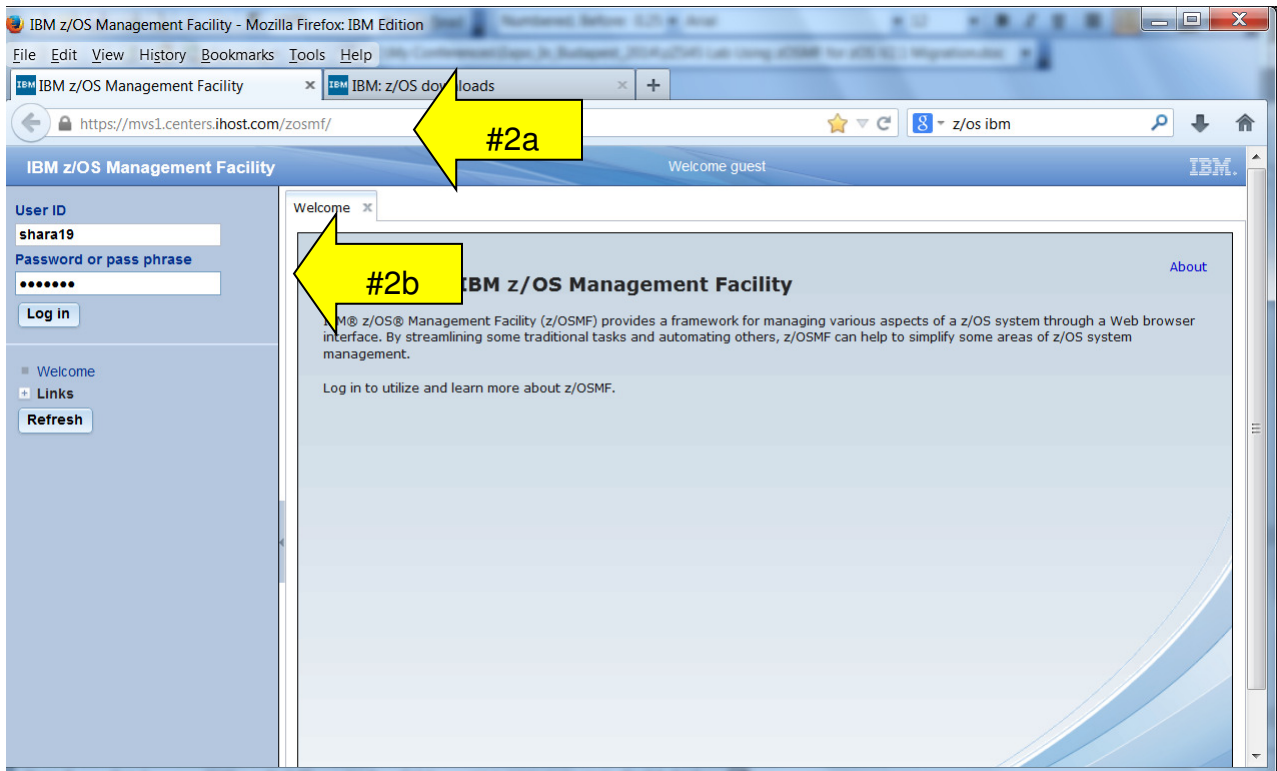 IBM z/OS Management Facility - Mozilla Firefox: IBM Edition
File Edit View History Bookmarks Tools Help
IBM IBM z/OS Management Facility x IBM IBM: z/OS dow loads x +
https://mvs1.centers.ihost.com/zosmf/ 8 z/os ibm
#2a
IBM z/OS Management Facility Welcome guest IBM.
User ID
shara19
Password or pass phrase
•••••••
Log in
Welcome
Links
Refresh
Welcome x
About
#2b
IBM z/OS Management Facility
M® z/OS® Management Facility (z/OSMF) provides a framework for managing various aspects of a z/OS system through a Web browser
interface. By streamlining some traditional tasks and automating others, z/OSMF can help to simplify some areas of z/OS system
management.
Log in to utilize and learn more about z/OSMF.